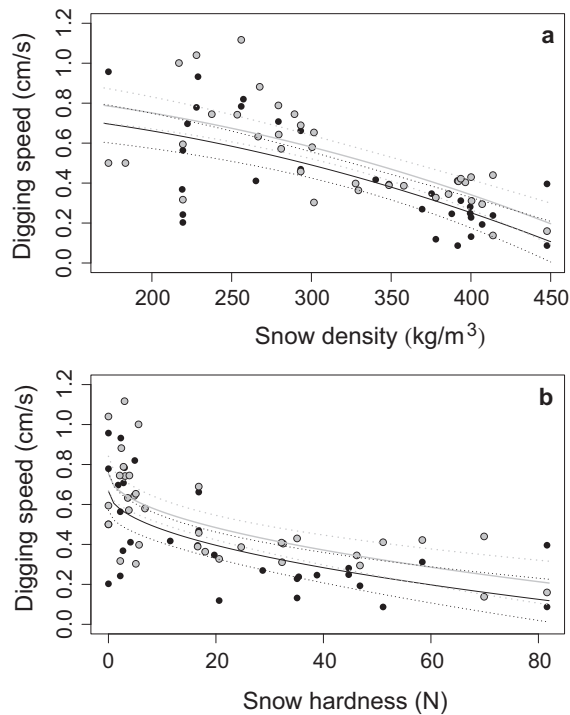 a
Digging speed (cm/s)
1.2
1.0
0.8
0.6
0.4
0.2
0.0
200 250 300 350 400 450
Snow density (kg/m³)
b
Digging speed (cm/s)
1.2
1.0
0.8
0.6
0.4
0.2
0.0
0 20 40 60 80
Snow hardness (N)